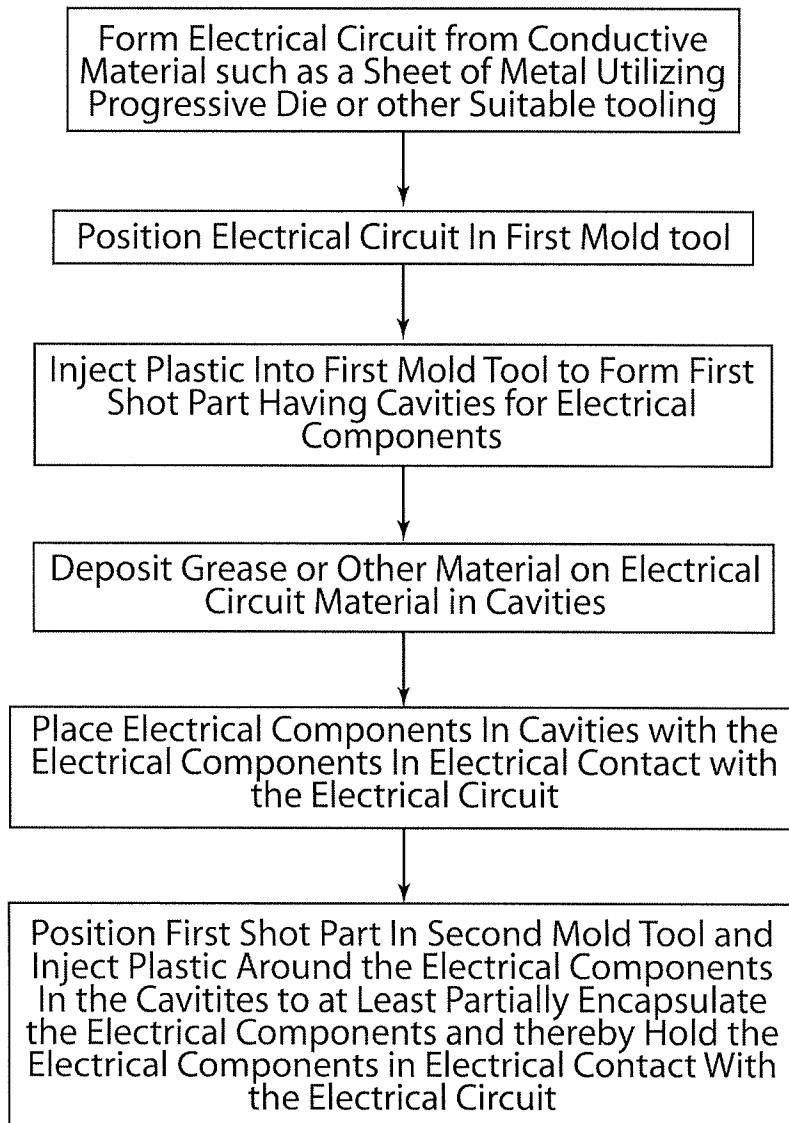 Form Electrical Circuit from Conductive
Material such as a Sheet of Metal Utilizing
Progressive Die or other Suitable tooling
Position Electrical Circuit In First Mold tool
Inject Plastic Into First Mold Tool to Form First
Shot Part Having Cavities for Electrical
Components
Deposit Grease or Other Material on Electrical
Circuit Material in Cavities
Place Electrical Components In Cavities with the
Electrical Components In Electrical Contact with
the Electrical Circuit
Position First Shot Part In Second Mold Tool and
Inject Plastic Around the Electrical Components
In the Cavitites to at Least Partially Encapsulate
the Electrical Components and thereby Hold the
Electrical Components in Electrical Contact With
the Electrical Circuit